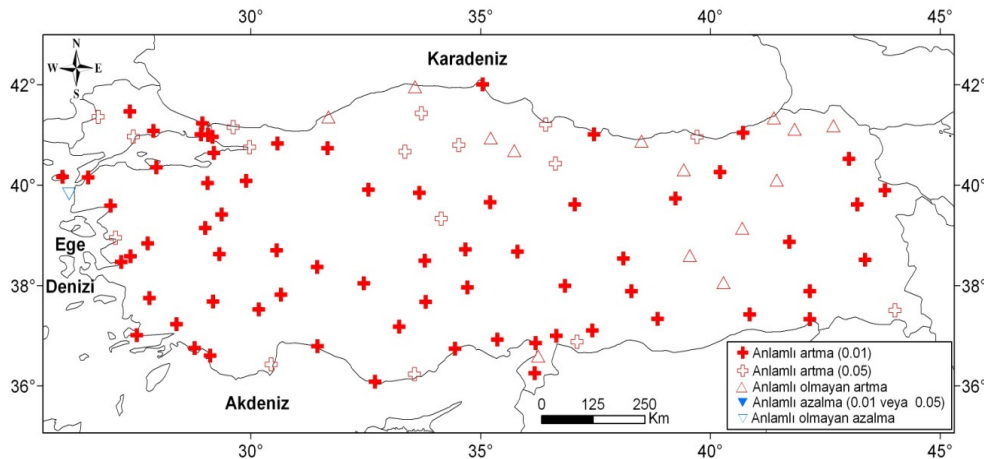 30° 35° 40° 45°
N
W E
S
Karadeniz
42° 42°
40° 40°
Ege
Denizi
38° 38°
36° 36°
Akdeniz
0 125 250
Km
Anlamlı artma (0.01)
Anlamlı artma (0.05)
Anlamlı olmayan artma
Anlamlı azalma (0.01 veya 0.05)
Anlamlı olmayan azalma
30° 35° 40° 45°